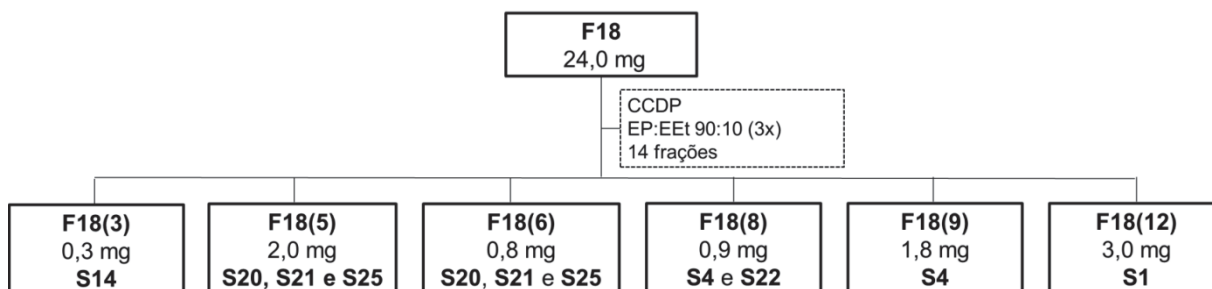 F18
24,0 mg
CCDP
EP:EEt 90:10 (3x)
14 frações
F18(3)
0,3 mg
S14
F18(5)
2,0 mg
S20, S21 e S25
F18(6)
0,8 mg
S20, S21 e S25
F18(8)
0,9 mg
S4 e S22
F18(9)
1,8 mg
S4
F18(12)
3,0 mg
S1